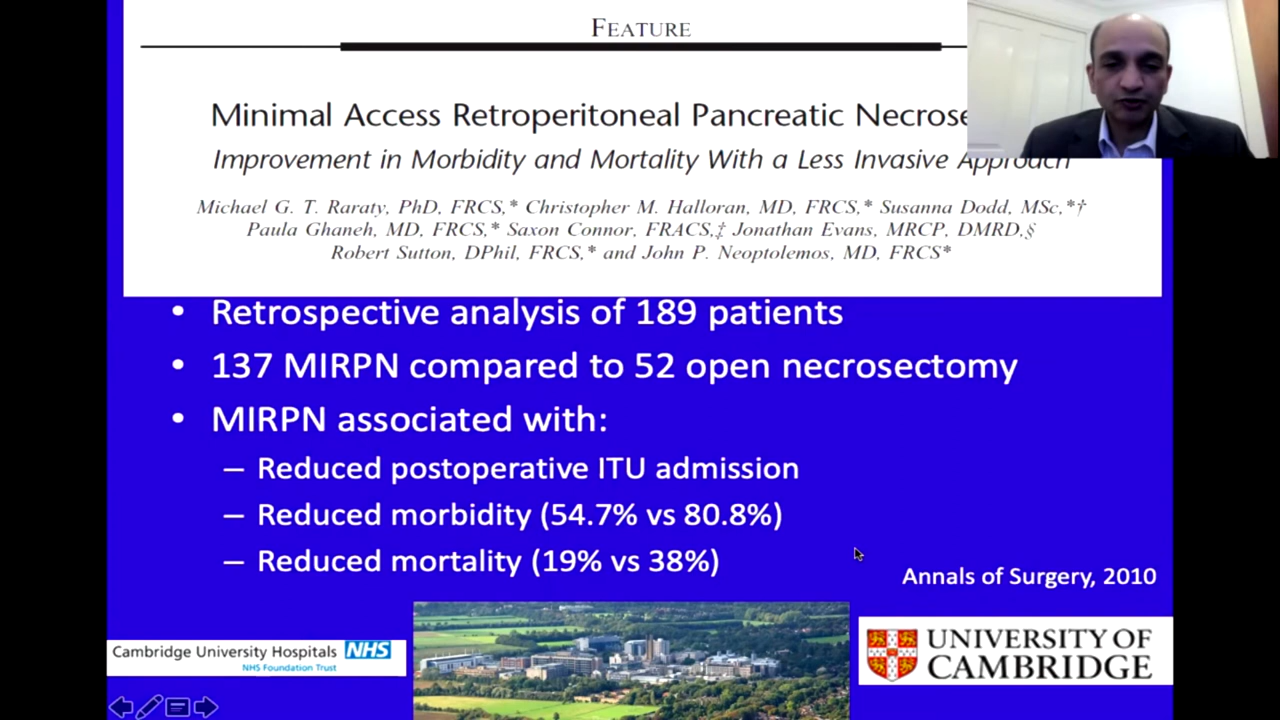 FEATURE
Minimal Access Retroperitoneal Pancreatic
Improvement in Morbidity and Mortality With a Less Invasive Approach
Michael G. T. Raraty, PhD, FRCS,* Christopher M. Halloran, MD, FRCS,* Susanna Dodd, MSc,*†
Paula Ghaneh, MD, FRCS,* Saxon Connor, FRACS,‡ Jonathan Evans, MRCP, DMRD,§
Robert Sutton, DPhil, FRCS,* and John P. Neoptolemos, MD, FRCS*
• Retrospective analysis of 189 patients
• 137 MIRPN compared to 52 open necrosectomy
• MIRPN associated with:
– Reduced postoperative ITU admission
– Reduced morbidity (54.7% vs 80.8%)
– Reduced mortality (19% vs 38%)
Annals of Surgery, 2010
Cambridge University Hospitals NHS
NHS Foundation Trust
UNIVERSITY OF
CAMBRIDGE